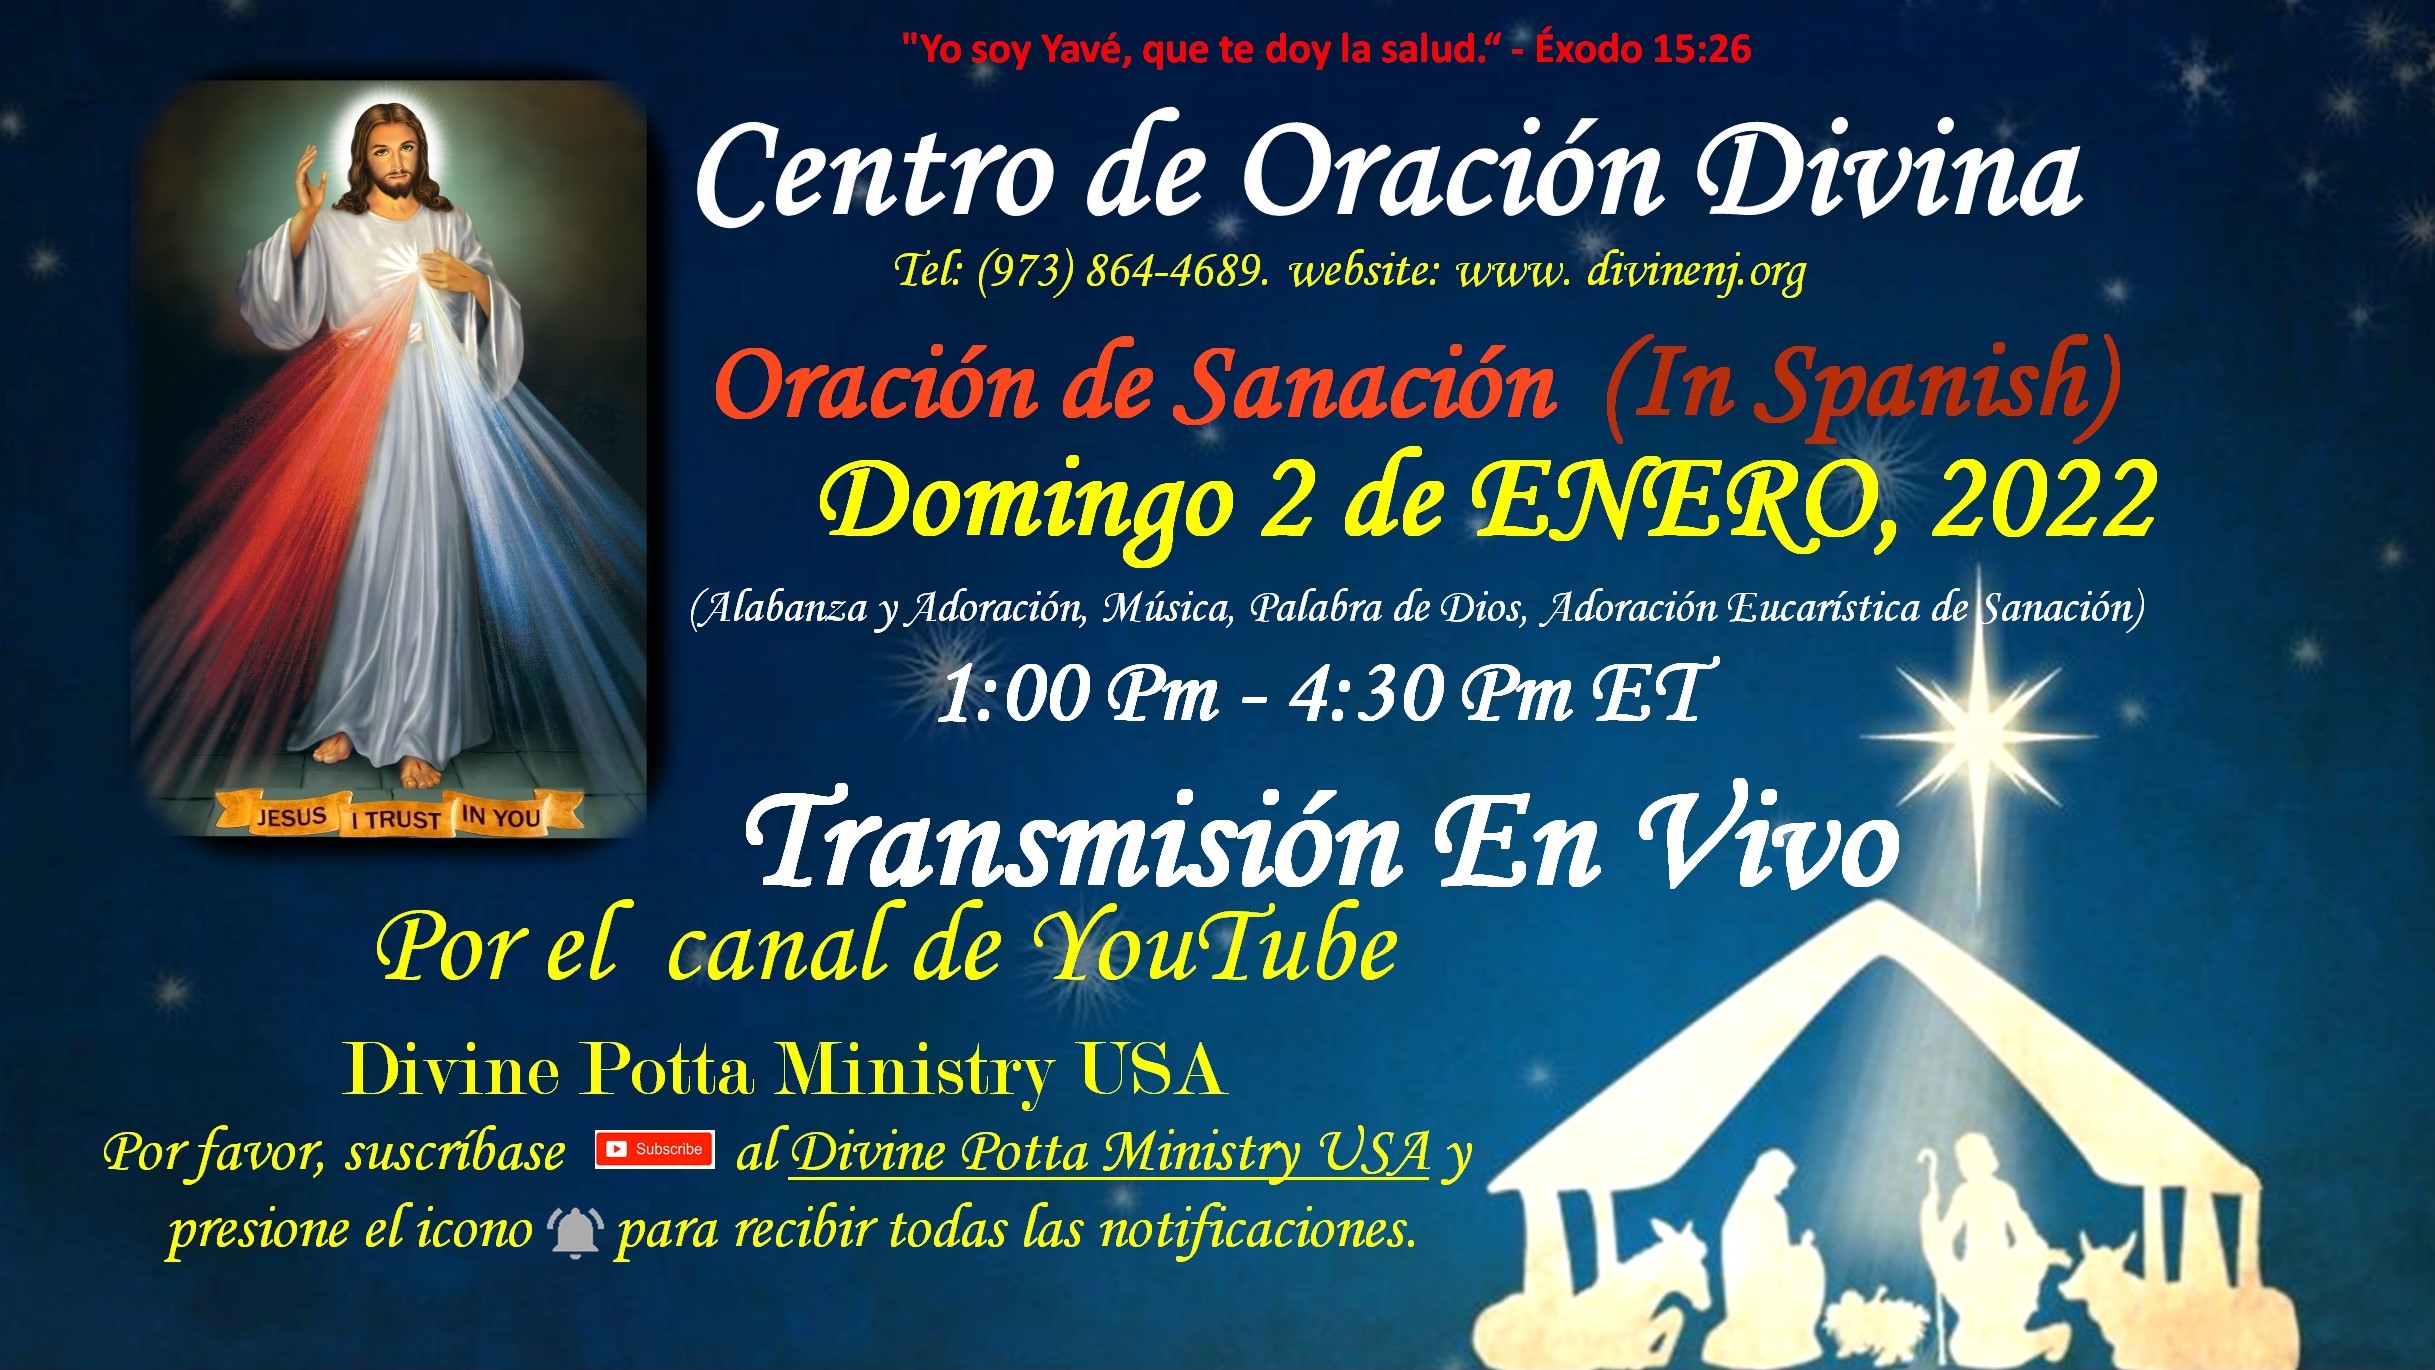 "Yo soy Yavé, que te doy la salud.“ - Éxodo 15:26
Centro de Oración Divina
Tel: (973) 864-4689. website: www. divinenj.org
Oración de Sanación (In Spanish)
Domingo 2 de ENERO, 2022
(Alabanza y Adoración, Música, Palabra de Dios, Adoración Eucarística de Sanación)
1:00 Pm - 4:30 Pm ET
JESUS I TRUST IN YOU
Transmisión En Vivo
Por el canal de YouTube
Divine Potta Ministry USA
Por favor, suscríbase Subscribe al Divine Potta Ministry USA y
presione el icono para recibir todas las notificaciones.